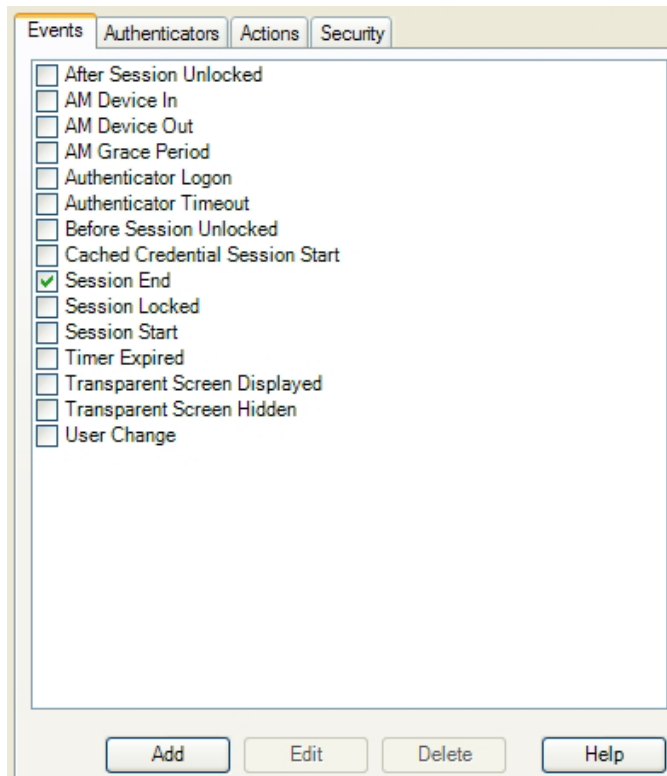 Events Authenticators Actions Security
After Session Unlocked
AM Device In
AM Device Out
AM Grace Period
Authenticator Logon
Authenticator Timeout
Before Session Unlocked
Cached Credential Session Start
Session End
Session Locked
Session Start
Timer Expired
Transparent Screen Displayed
Transparent Screen Hidden
User Change
Add Edit Delete Help